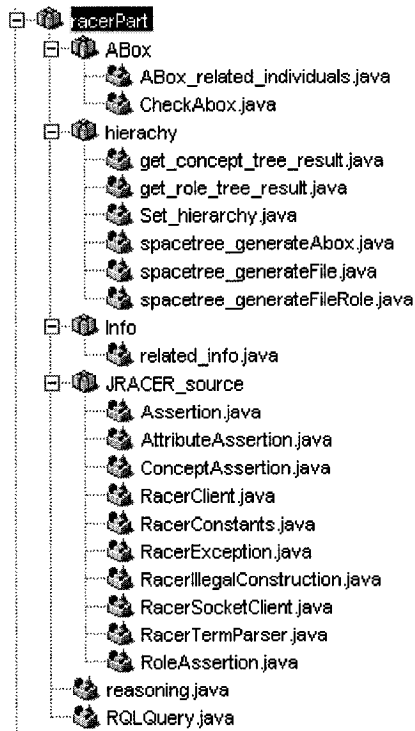 racerPart
ABox
ABox_related_individuals.java
CheckAbox.java
hierachy
get_concept_tree_result.java
get_role_tree_result.java
Set_hierarchy.java
spacetree_generateAbox.java
spacetree_generateFile.java
spacetree_generateFileRole.java
Info
related_info.java
JRACER_source
Assertion.java
AttributeAssertion.java
ConceptAssertion.java
RacerClient.java
RacerConstants.java
RacerException.java
RacerIllegalConstruction.java
RacerSocketClient.java
RacerTermParser.java
RoleAssertion.java
reasoning.java
RQLQuery.java